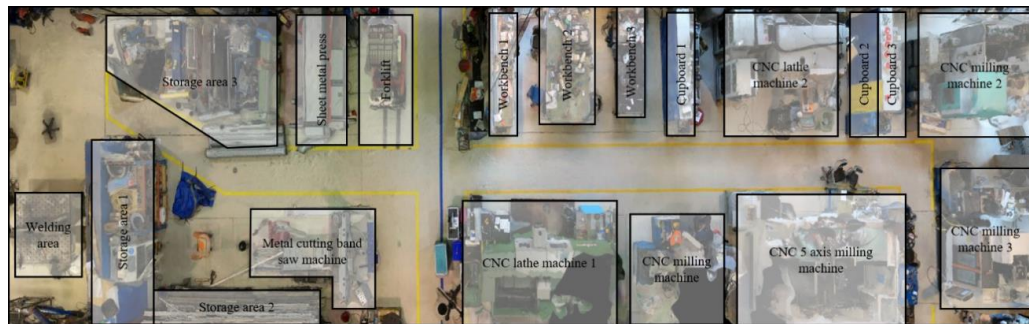 Storage area 3
Sheet metal press
Forklift
Workbench 1
Workbench 2
Workbench 3
Cupboard 1
CNC lathe
machine 2
Cupboard 2
Cupboard 3
CNC milling
machine 2
Welding
area
Storage area 1
Metal cutting band
saw machine
Storage area 2
CNC lathe machine 1
CNC milling
machine
CNC 5 axis milling
machine
CNC milling
machine 3